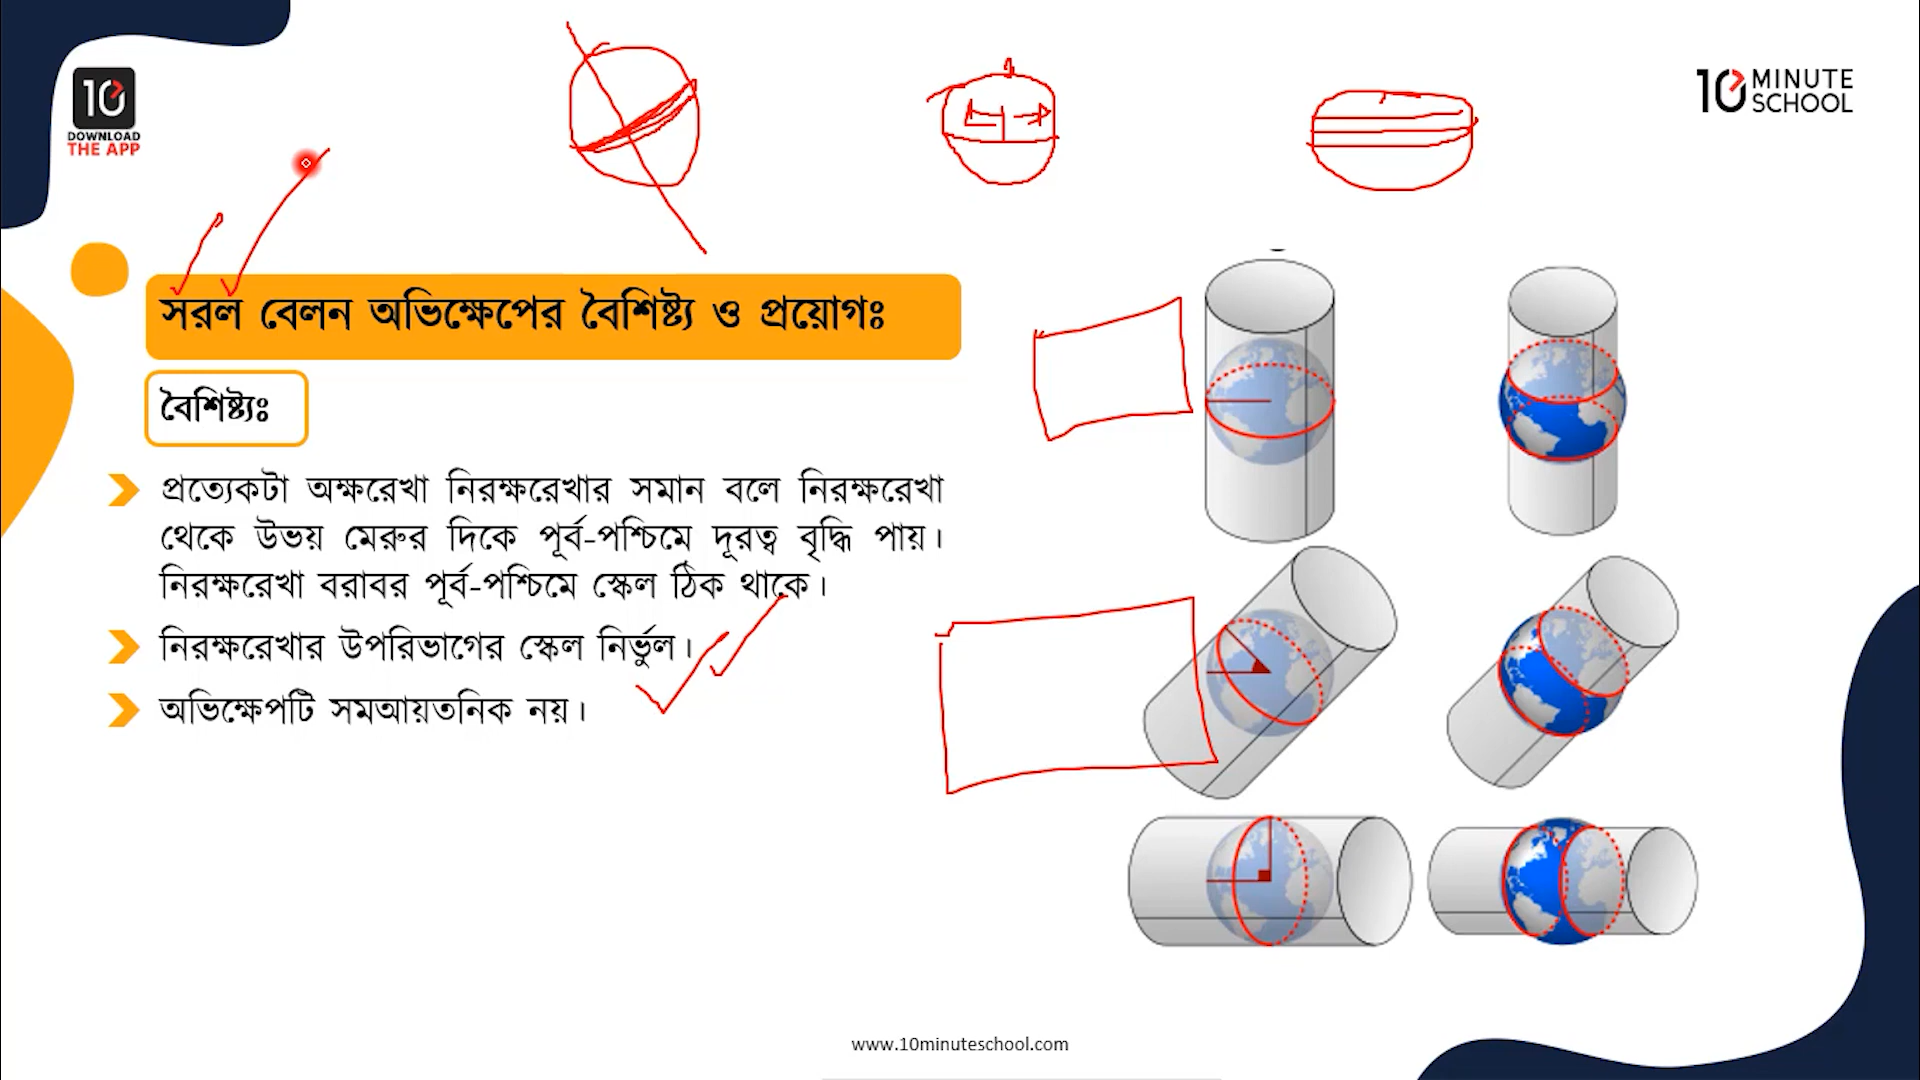 10
DOWNLOAD
THE APP
10 MINUTE
SCHOOL
সরল বেলন অভিক্ষেপের বৈশিষ্ট্য ও প্রয়োগঃ
বৈশিষ্ট্যঃ
প্রত্যেকটা অক্ষরেখা নিরক্ষরেখার সমান বলে নিরক্ষরেখা
থেকে উভয় মেরুর দিকে পূর্ব-পশ্চিমে দূরত্ব বৃদ্ধি পায়।
নিরক্ষরেখা বরাবর পূর্ব-পশ্চিমে স্কেল ঠিক থাকে।
নিরক্ষরেখার উপরিভাগের স্কেল নির্ভুল।
অভিক্ষেপটি সমআয়তনিক নয়।
www.10minuteschool.com